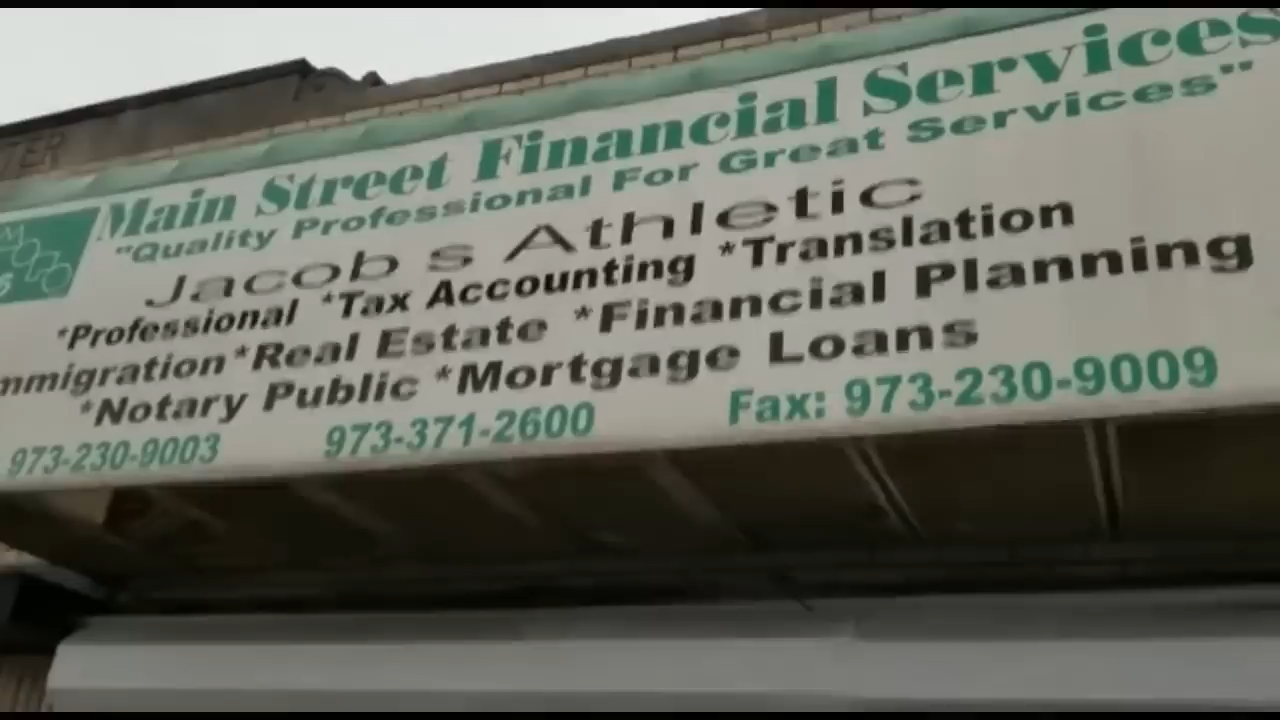 TER
Main Street Financial Services
"Quality Professional For Great Services"
Jacob s Athletic
*Professional *Tax Accounting *Translation
mmigration *Real Estate *Financial Planning
*Notary Public *Mortgage Loans
973-230-9003 973-371-2600 Fax: 973-230-9009